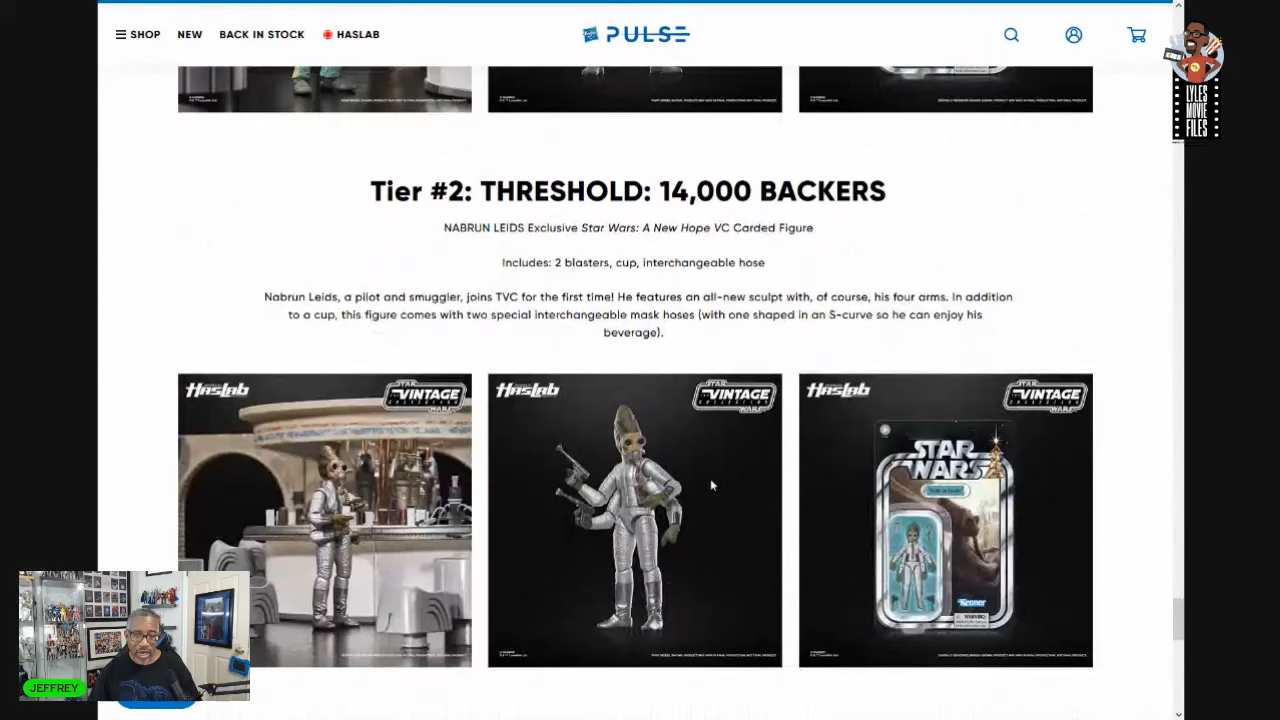 SHOP
NEW
BACK IN STOCK
HASLAB
PULSE
LYLES
MOVIE
FILES
Tier #2: THRESHOLD: 14,000 BACKERS
NABRUN LEIDS Exclusive Star Wars: A New Hope VC Carded Figure
Includes: 2 blasters, cup, interchangeable hose
Nabrun Leids, a pilot and smuggler, joins TVC for the first time! He features an all-new sculpt with, of course, his four arms. In addition
to a cup, this figure comes with two special interchangeable mask hoses (with one shaped in an S-curve so he can enjoy his
beverage).
HASLAB
STAR
VINTAGE
COLLECTION
WARS
HASLAB
STAR
VINTAGE
COLLECTION
WARS
HASLAB
STAR
VINTAGE
COLLECTION
WARS
STAR
WARS
Kenner
JEFFREY